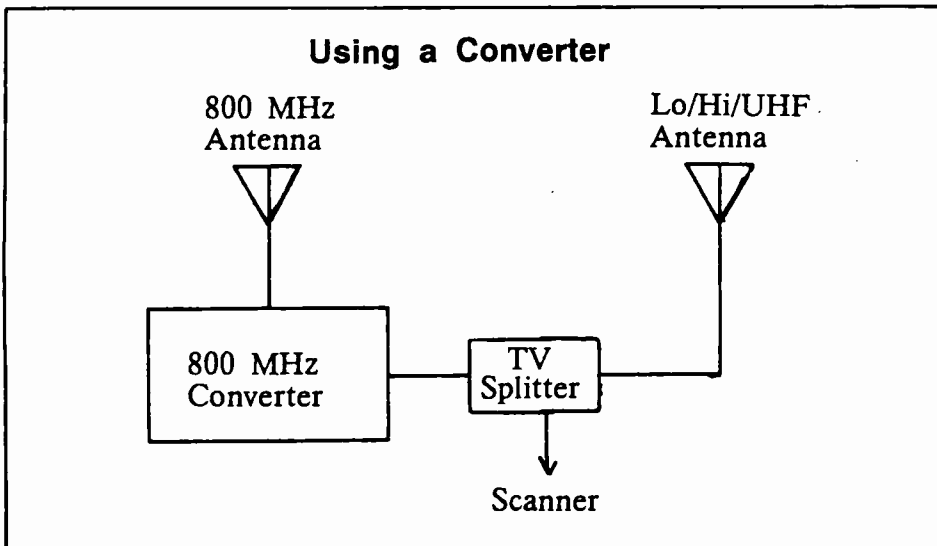 Using a Converter
800 MHz
Antenna
Lo/Hi/UHF
Antenna
800 MHz
Converter
TV
Splitter
Scanner